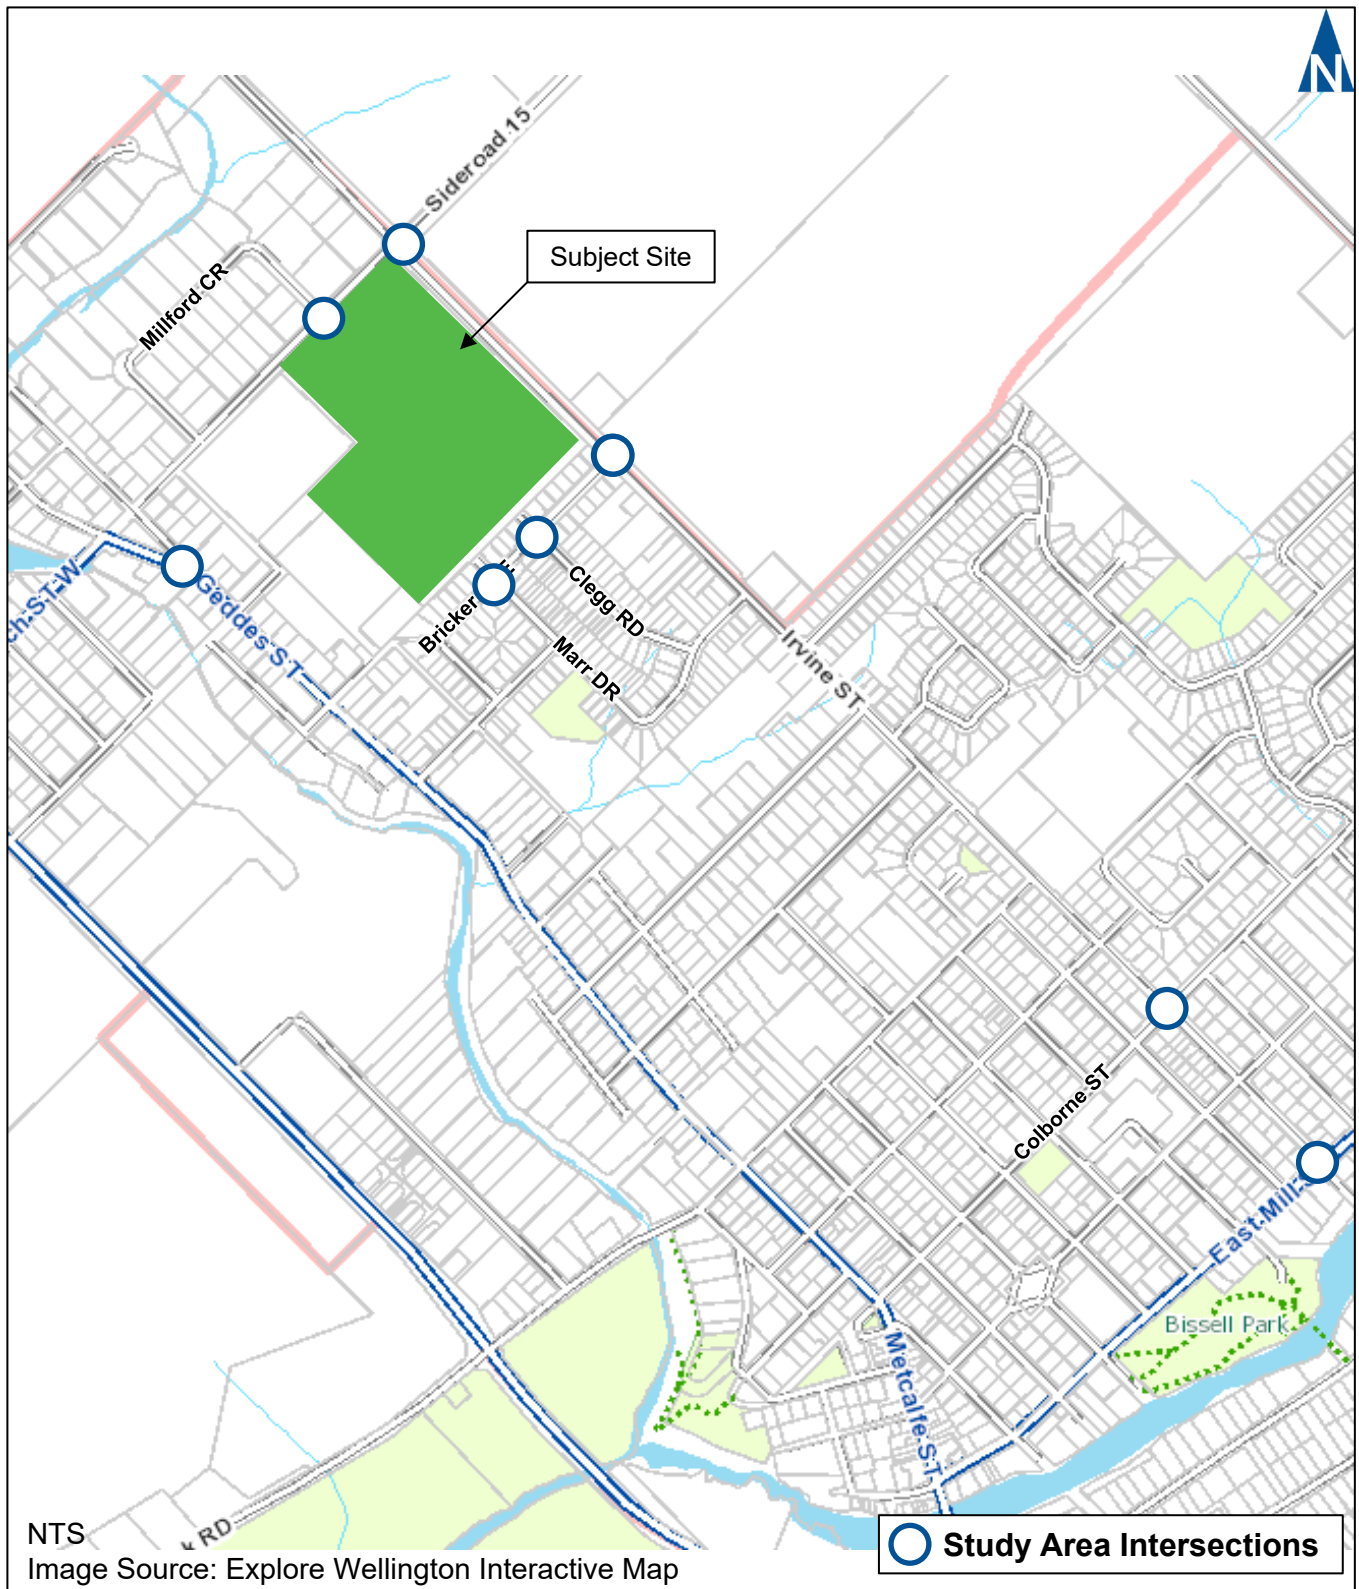 N
Sideroad 15
Subject Site
Millford CR
Geddes ST
ch ST W
Bricker
E
Clegg RD
Marr DR
Irvine ST
Colborne ST
East Mill S
Bissell Park
Metcalfe ST
k RD
NTS
Image Source: Explore Wellington Interactive Map
Study Area Intersections